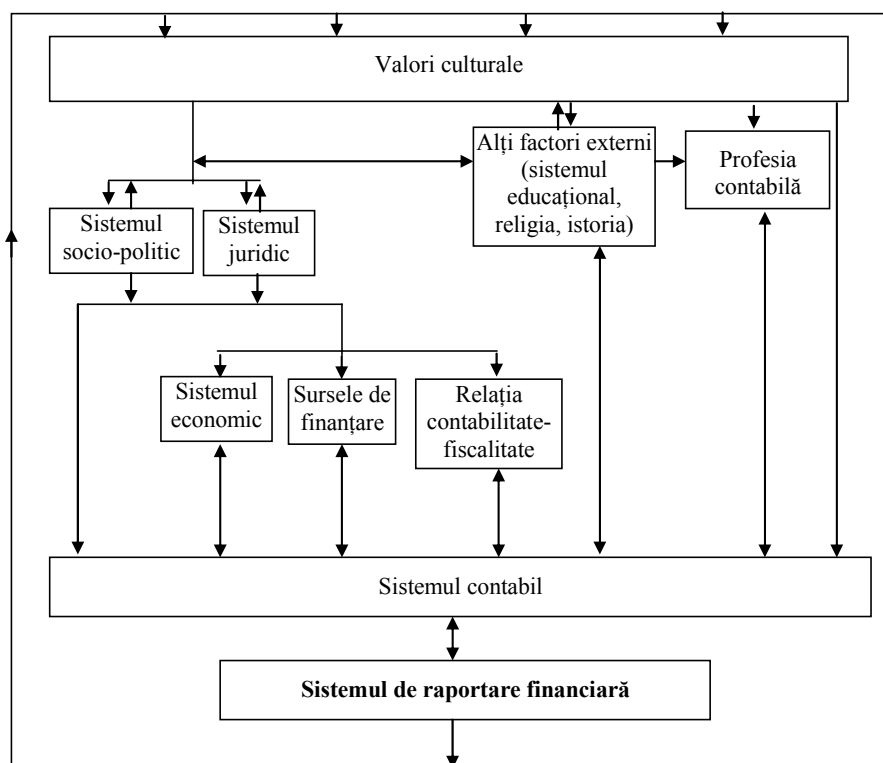 Valori culturale
Alți factori externi
(sistemul
educațional,
religia, istoria)
Profesia
contabilă
Sistemul
socio-politic
Sistemul
juridic
Sistemul
economic
Sursele de
finanțare
Relația
contabilitate-
fiscalitate
Sistemul contabil
Sistemul de raportare financiară